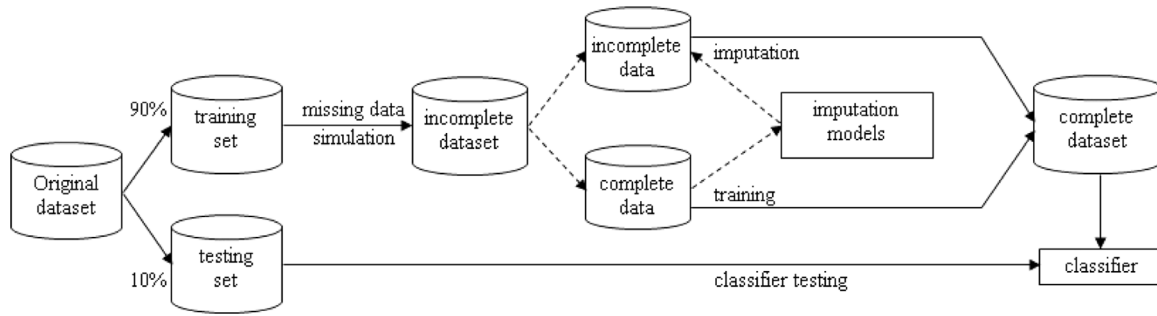 Original
dataset
90%
training
set
10%
testing
set
missing data
simulation
incomplete
dataset
incomplete
data
complete
data
imputation
imputation
models
training
complete
dataset
classifier testing
classifier